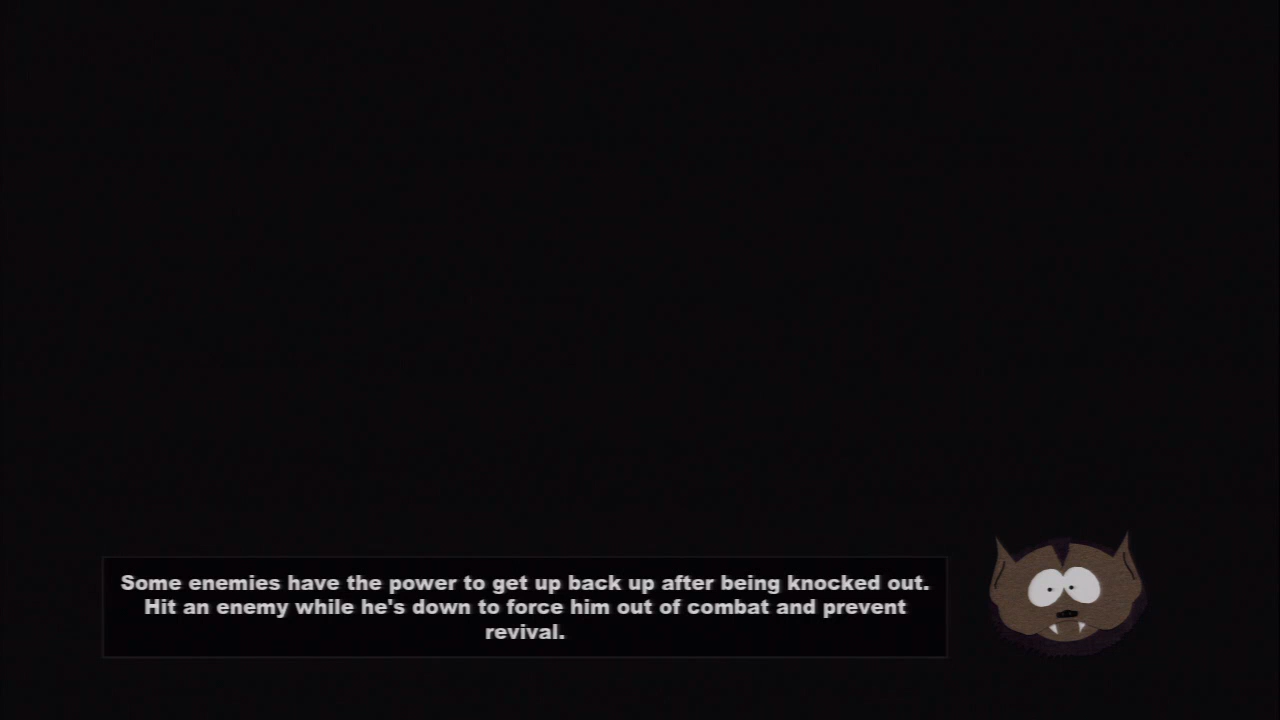 Some enemies have the power to get up back up after being knocked out.
Hit an enemy while he's down to force him out of combat and prevent
revival.